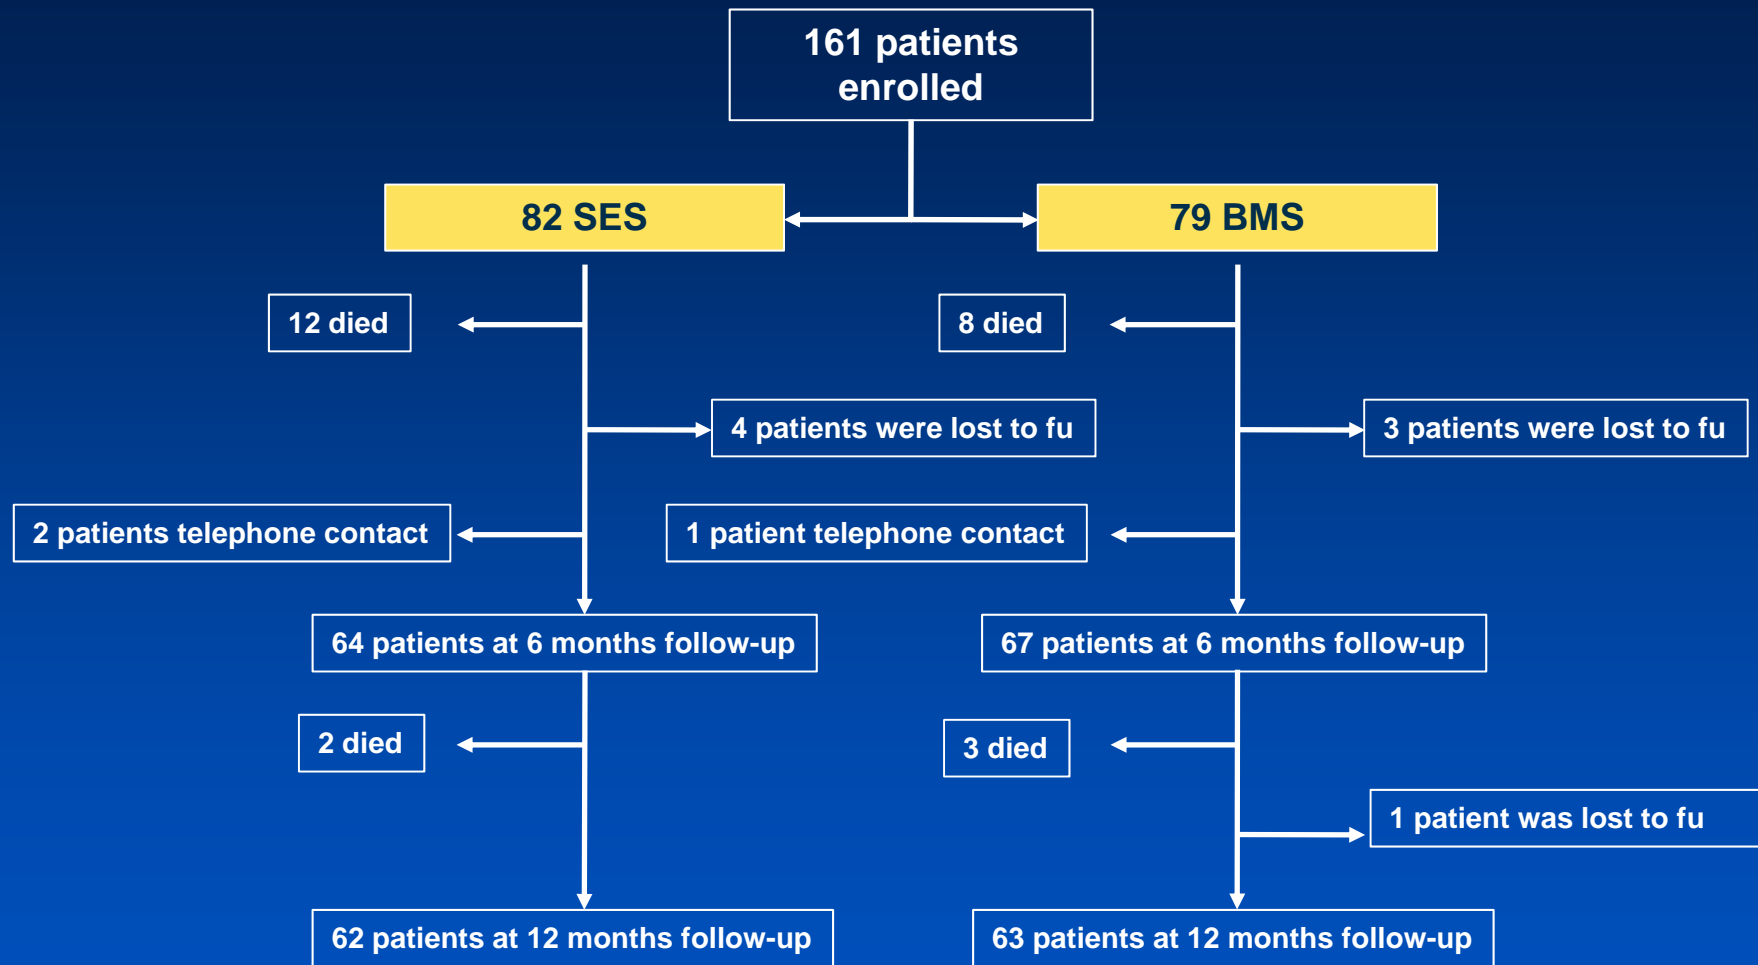 161 patients
enrolled
82 SES
79 BMS
12 died
8 died
4 patients were lost to fu
3 patients were lost to fu
2 patients telephone contact
1 patient telephone contact
64 patients at 6 months follow-up
67 patients at 6 months follow-up
2 died
3 died
1 patient was lost to fu
62 patients at 12 months follow-up
63 patients at 12 months follow-up